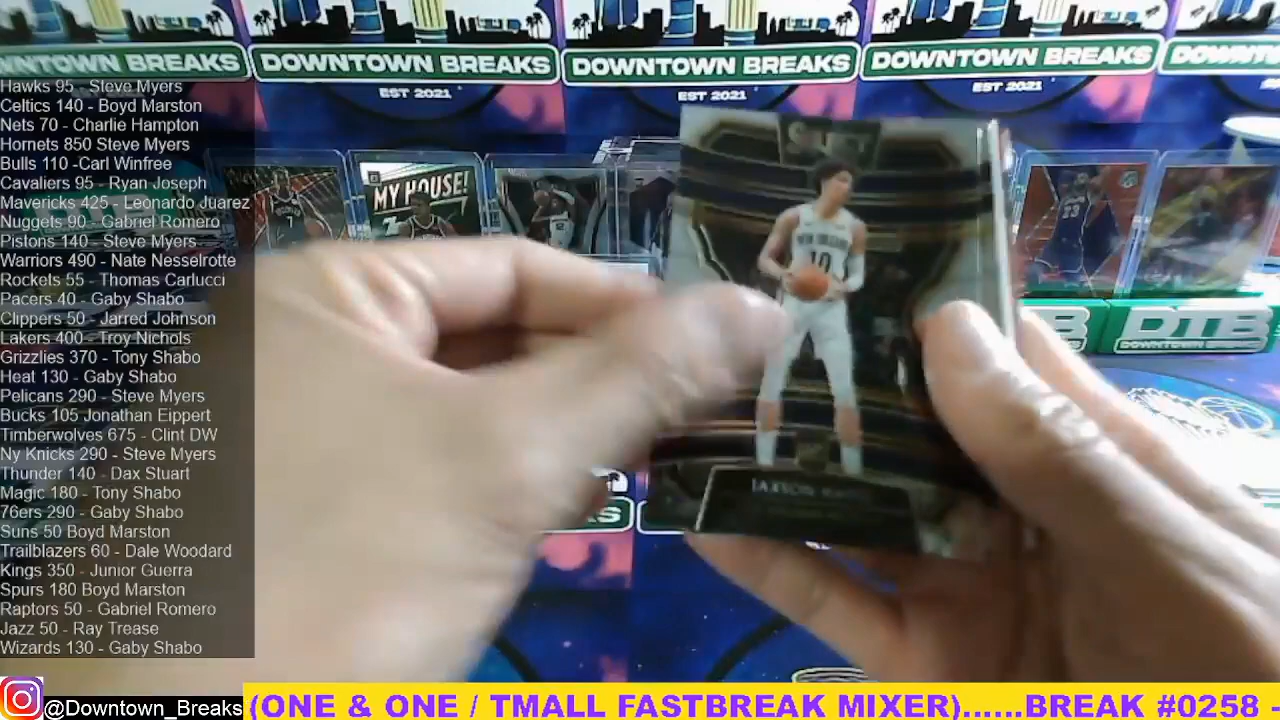 DOWNTOWN BREAKS
EST 2021
DOWNTOWN BREAKS
EST 2021
DOWNTOWN BREAKS
EST 2021
DOWNTOWN BREAKS
Hawks 95 - Steve Myers
Celtics 140 - Boyd Marston
Nets 70 - Charlie Hampton
Hornets 850 Steve Myers
Bulls 110 -Carl Winfree
Cavaliers 95 - Ryan Joseph
Mavericks 425 - Leonardo Juarez
Nuggets 90 - Gabriel Romero
Pistons 140 - Steve Myers
Warriors 490 - Nate Nesselrotte
Rockets 55 - Thomas Carlucci
Pacers 40 - Gaby Shabo
Clippers 50 - Jarred Johnson
Lakers 400 - Troy Nichols
Grizzlies 370 - Tony Shabo
Heat 130 - Gaby Shabo
Pelicans 290 - Steve Myers
Bucks 105 Jonathan Eippert
Timberwolves 675 - Clint DW
Ny Knicks 290 - Steve Myers
Thunder 140 - Dax Stuart
Magic 180 - Tony Shabo
76ers 290 - Gaby Shabo
Suns 50 Boyd Marston
Trailblazers 60 - Dale Woodard
Kings 350 - Junior Guerra
Spurs 180 Boyd Marston
Raptors 50 - Gabriel Romero
Jazz 50 - Ray Trease
Wizards 130 - Gaby Shabo
MY HOUSE!
SELECT
NEW ORLEANS
10
JAXSON
23
DTB
DOWNTOWN BREAKS
@Downtown_Breaks
(ONE & ONE / TMALL FASTBREAK MIXER)......BREAK #0258 -